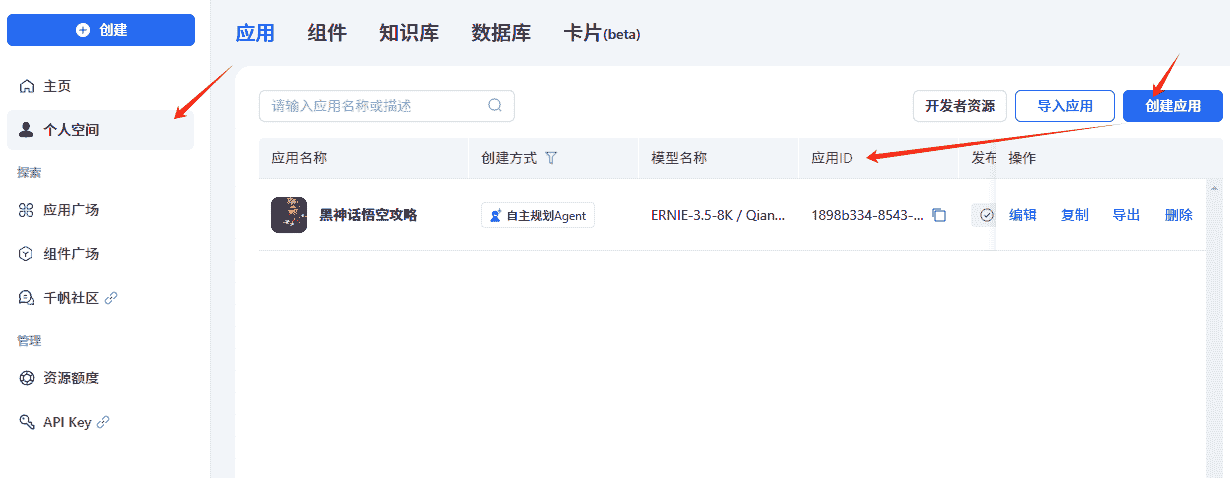 创建
主页
个人空间
探索
应用广场
组件广场
千帆社区
管理
资源额度
API Key
应用 组件 知识库 数据库 卡片(beta)
请输入应用名称或描述
开发者资源 导入应用 创建应用
应用名称 创建方式 模型名称 应用ID 发布 操作
黑神话悟空攻略 自主规划Agent ERNIE-3.5-8K / Qian... 1898b334-8543-... 编辑 复制 导出 删除